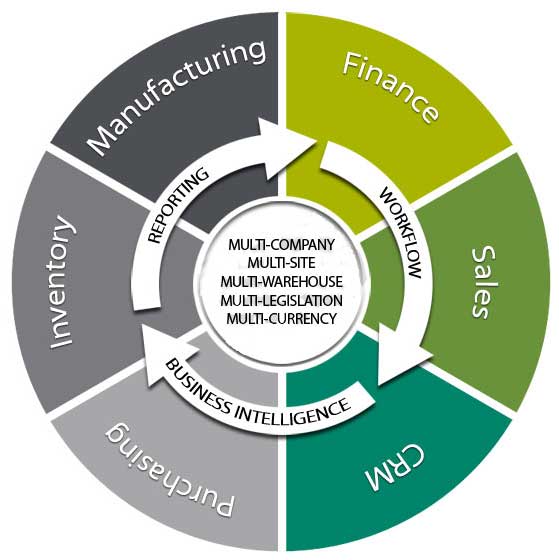 Manufacturing
Finance
Sales
CRM
Purchasing
Inventory
REPORTING
WORKFLOW
BUSINESS INTELLIGENCE
MULTI-COMPANY
MULTI-SITE
MULTI-WAREHOUSE
MULTI-LEGISLATION
MULTI-CURRENCY